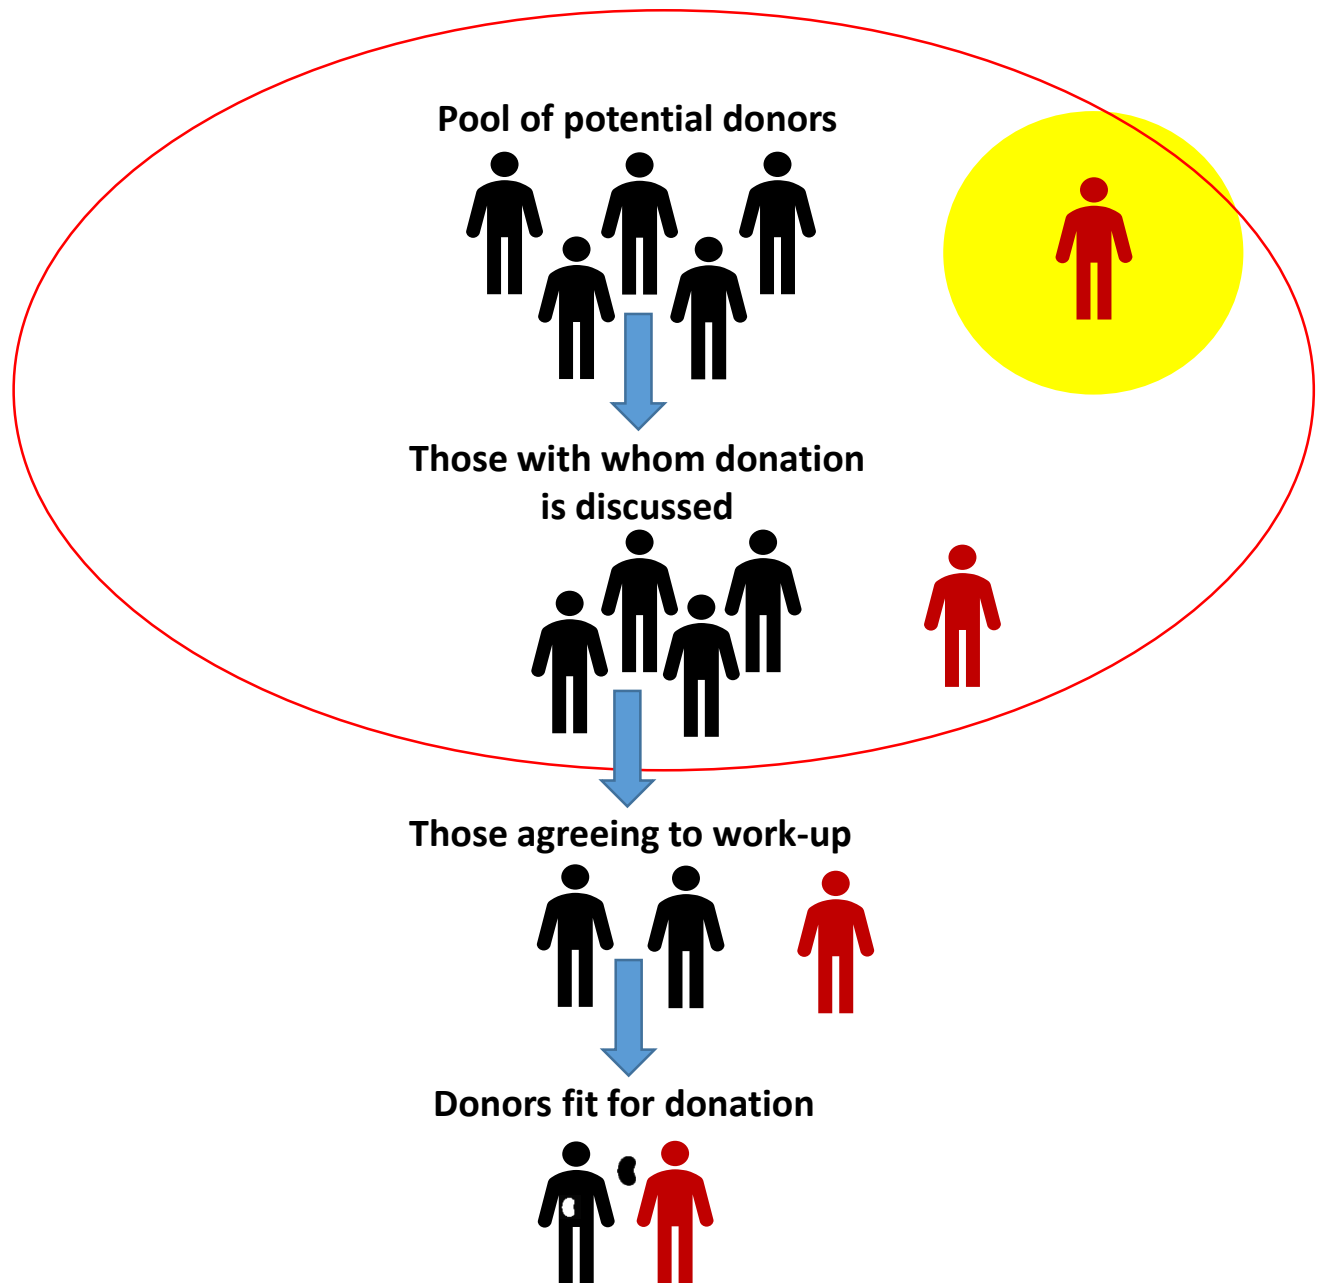 Pool of potential donors
Those with whom donation
is discussed
Those agreeing to work-up
Donors fit for donation